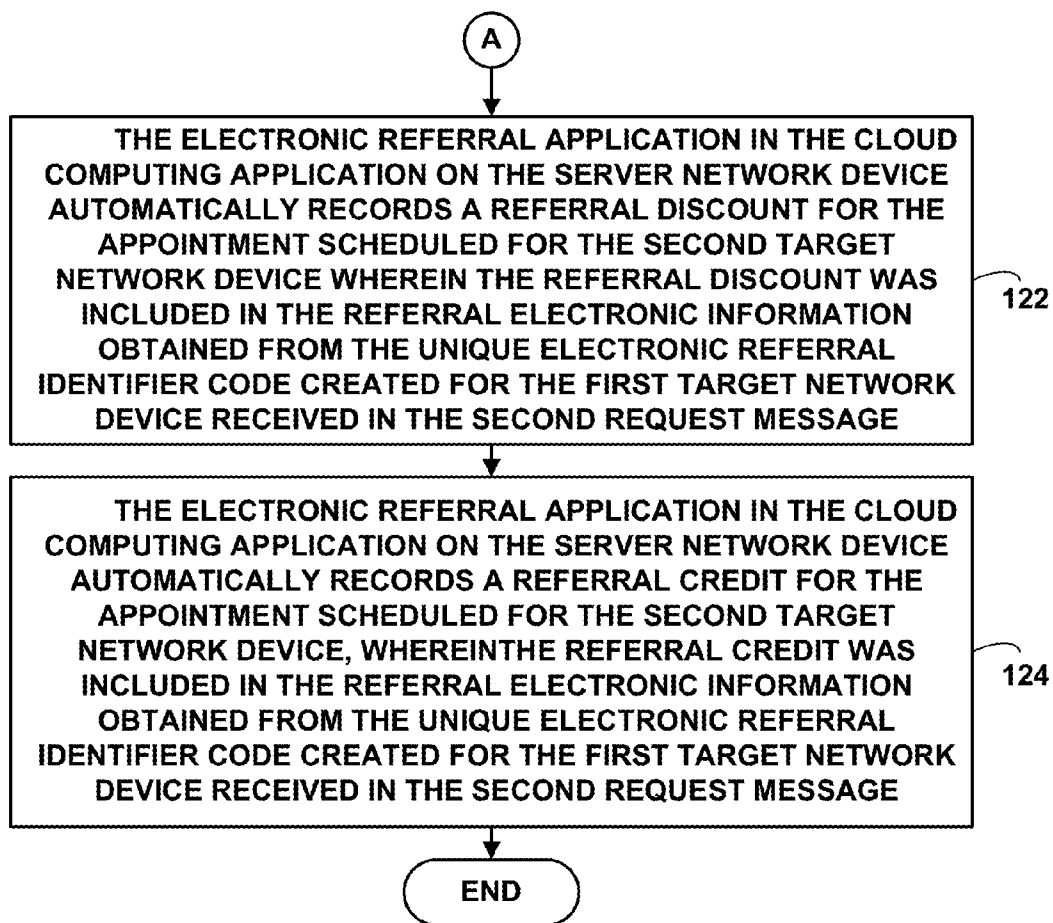 A
THE ELECTRONIC REFERRAL APPLICATION IN THE CLOUD
COMPUTING APPLICATION ON THE SERVER NETWORK DEVICE
AUTOMATICALLY RECORDS A REFERRAL DISCOUNT FOR THE
APPOINTMENT SCHEDULED FOR THE SECOND TARGET
NETWORK DEVICE WHEREIN THE REFERRAL DISCOUNT WAS
INCLUDED IN THE REFERRAL ELECTRONIC INFORMATION
OBTAINED FROM THE UNIQUE ELECTRONIC REFERRAL
IDENTIFIER CODE CREATED FOR THE FIRST TARGET NETWORK
DEVICE RECEIVED IN THE SECOND REQUEST MESSAGE
122
THE ELECTRONIC REFERRAL APPLICATION IN THE CLOUD
COMPUTING APPLICATION ON THE SERVER NETWORK DEVICE
AUTOMATICALLY RECORDS A REFERRAL CREDIT FOR THE
APPOINTMENT SCHEDULED FOR THE SECOND TARGET
NETWORK DEVICE, WHEREINTHE REFERRAL CREDIT WAS
INCLUDED IN THE REFERRAL ELECTRONIC INFORMATION
OBTAINED FROM THE UNIQUE ELECTRONIC REFERRAL
IDENTIFIER CODE CREATED FOR THE FIRST TARGET NETWORK
DEVICE RECEIVED IN THE SECOND REQUEST MESSAGE
124
END